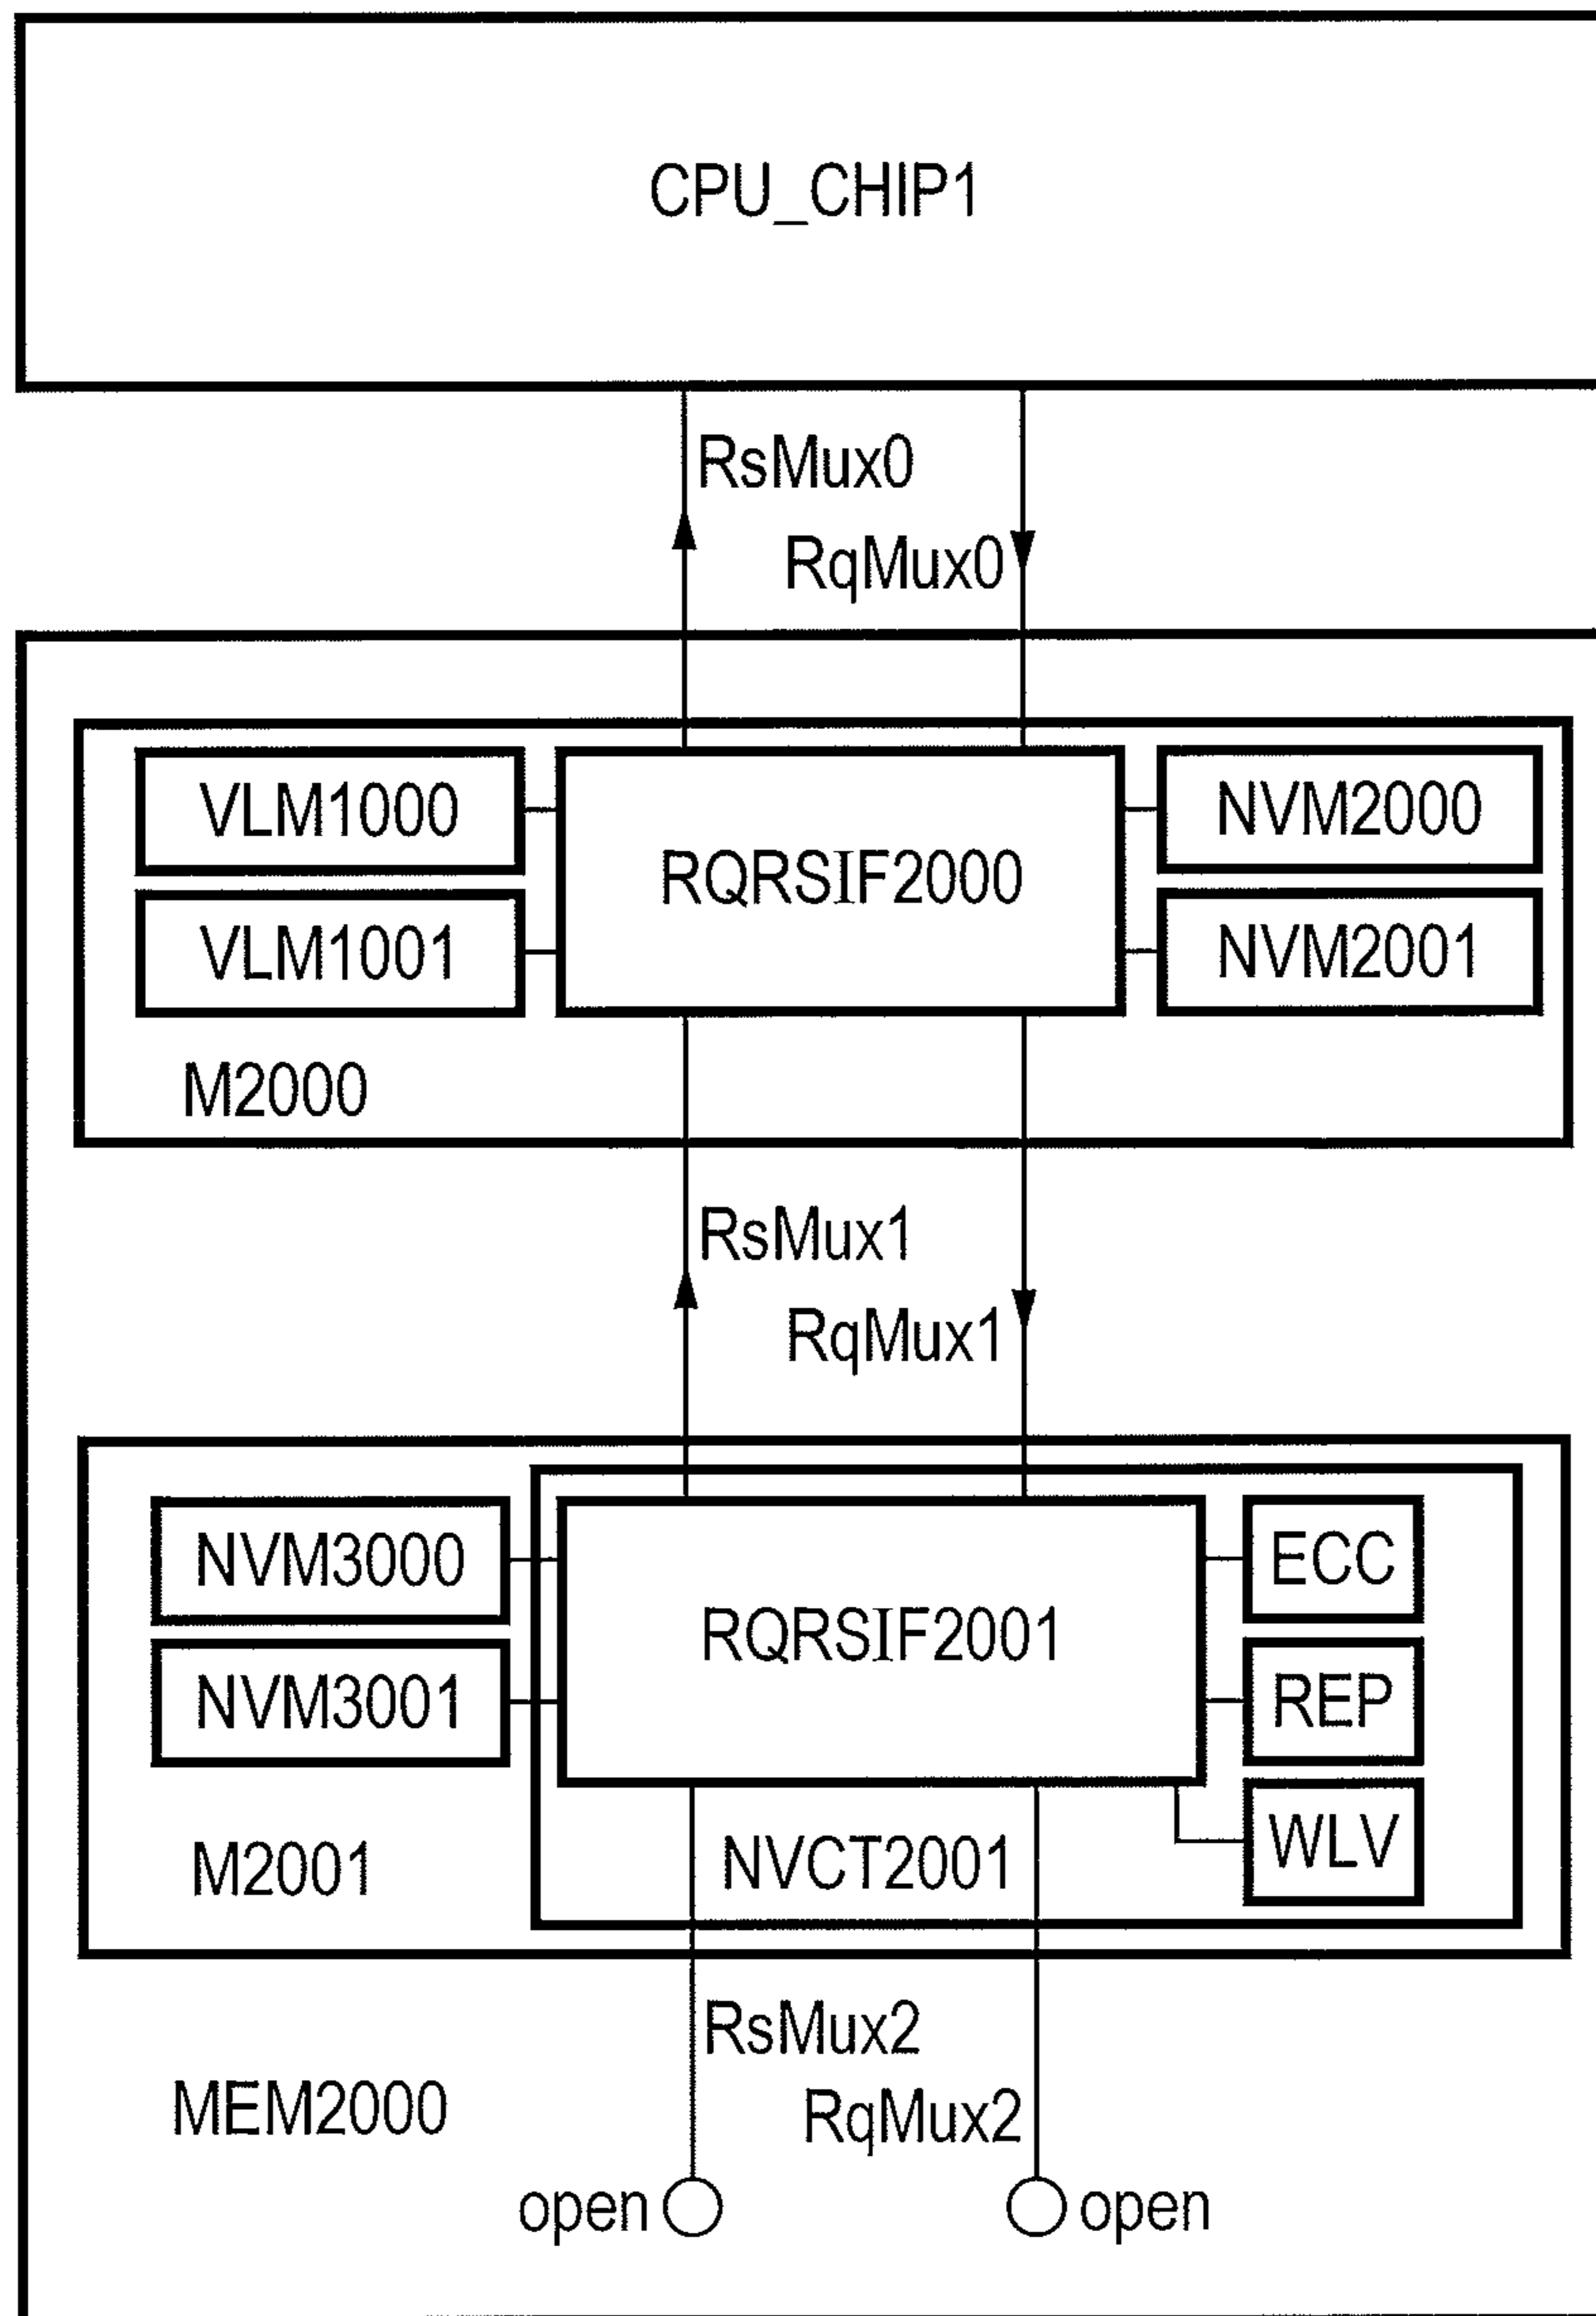 CPU_CHIP1
RsMux0
RqMux0
VLM1000
RQRSIF2000
NVM2000
VLM1001
NVM2001
M2000
RsMux1
RqMux1
NVM3000
RQRSIF2001
ECC
NVM3001
REP
WLV
M2001
NVCT2001
RsMux2
MEM2000
RqMux2
open
open